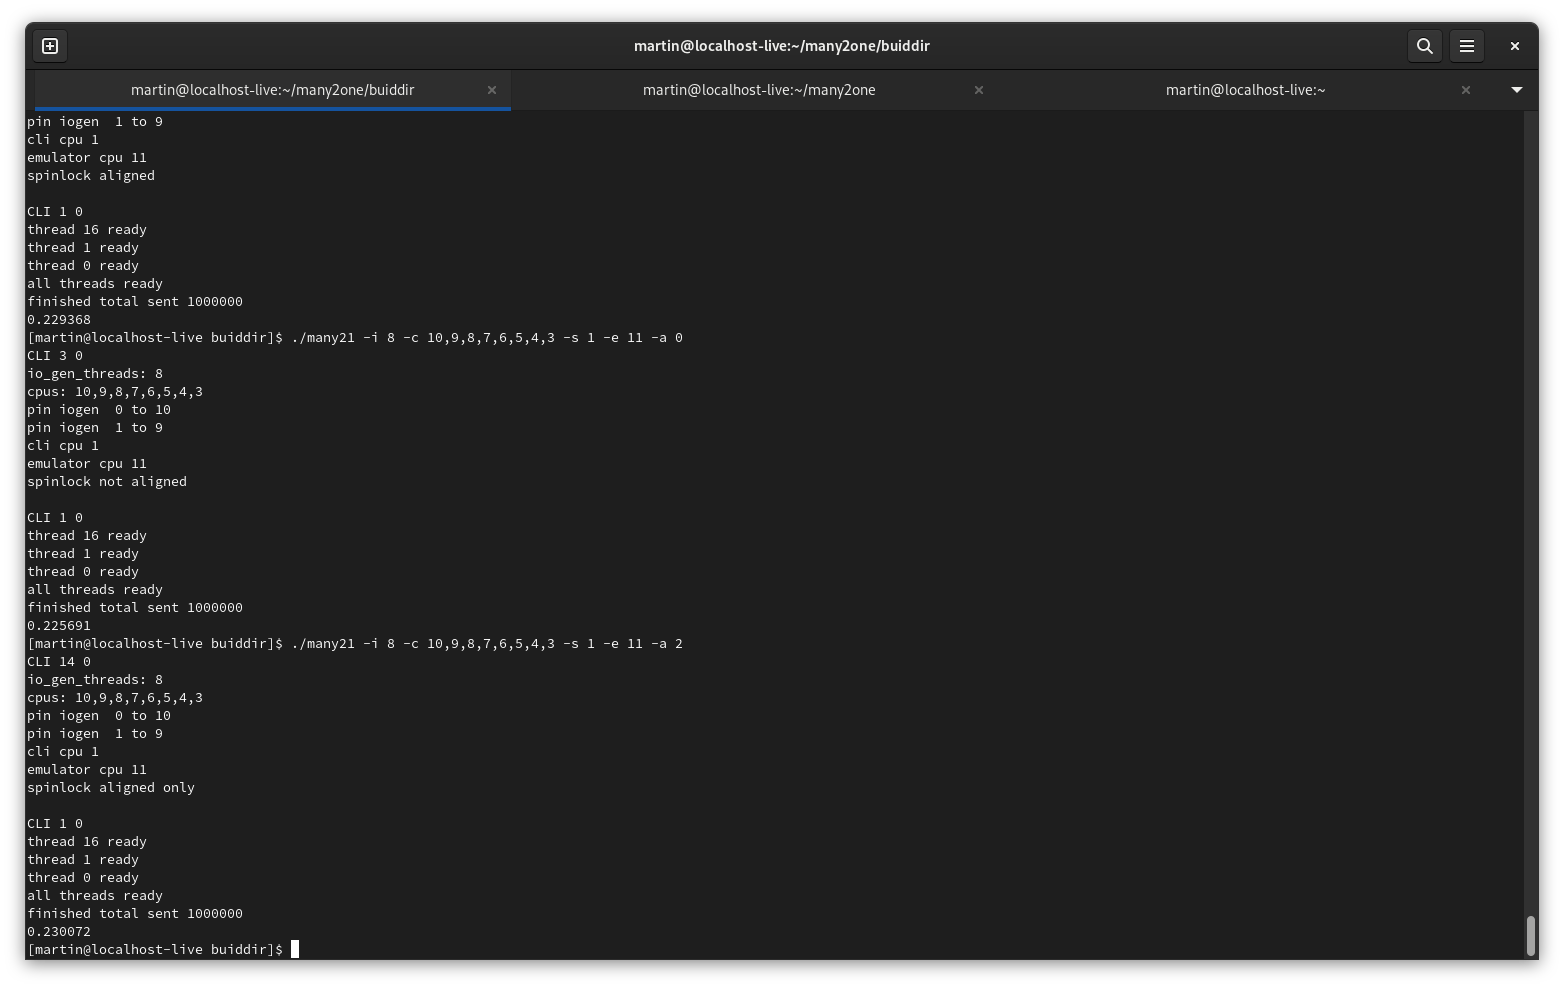 martin@localhost-live:~/many2one/buiddir
martin@localhost-live:~/many2one/buiddir
martin@localhost-live:~/many2one
martin@localhost-live:~
pin iogen  1 to 9
cli cpu 1
emulator cpu 11
spinlock aligned
CLI 1 0
thread 16 ready
thread 1 ready
thread 0 ready
all threads ready
finished total sent 1000000
0.229368
[martin@localhost-live buiddir]$ ./many21 -i 8 -c 10,9,8,7,6,5,4,3 -s 1 -e 11 -a 0
CLI 3 0
io_gen_threads: 8
cpus: 10,9,8,7,6,5,4,3
pin iogen  0 to 10
pin iogen  1 to 9
cli cpu 1
emulator cpu 11
spinlock not aligned
CLI 1 0
thread 16 ready
thread 1 ready
thread 0 ready
all threads ready
finished total sent 1000000
0.225691
[martin@localhost-live buiddir]$ ./many21 -i 8 -c 10,9,8,7,6,5,4,3 -s 1 -e 11 -a 2
CLI 14 0
io_gen_threads: 8
cpus: 10,9,8,7,6,5,4,3
pin iogen  0 to 10
pin iogen  1 to 9
cli cpu 1
emulator cpu 11
spinlock aligned only
CLI 1 0
thread 16 ready
thread 1 ready
thread 0 ready
all threads ready
finished total sent 1000000
0.230072
[martin@localhost-live buiddir]$